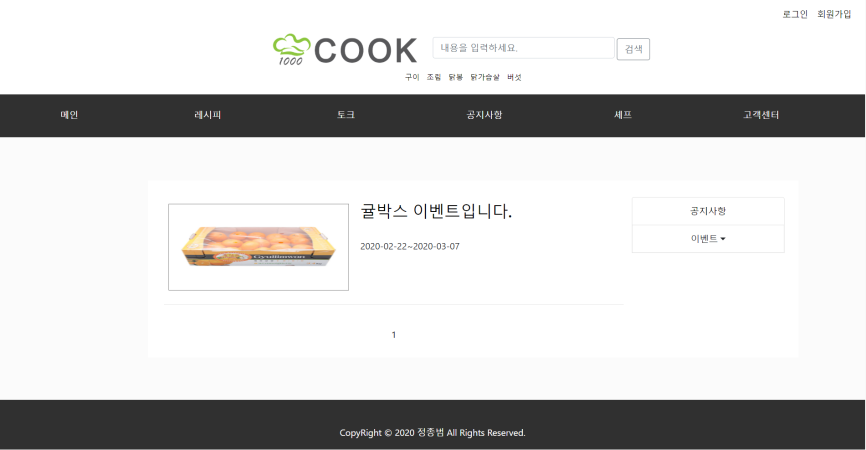 로그인 회원가입
1000 COOK
내용을 입력하세요. 검색
구이 조림 닭봉 닭가슴살 버섯
메인 레시피 토크 공지사항 셰프 고객센터
귤박스 이벤트입니다.
2020-02-22~2020-03-07
공지사항
이벤트
1
CopyRight © 2020 정종범 All Rights Reserved.